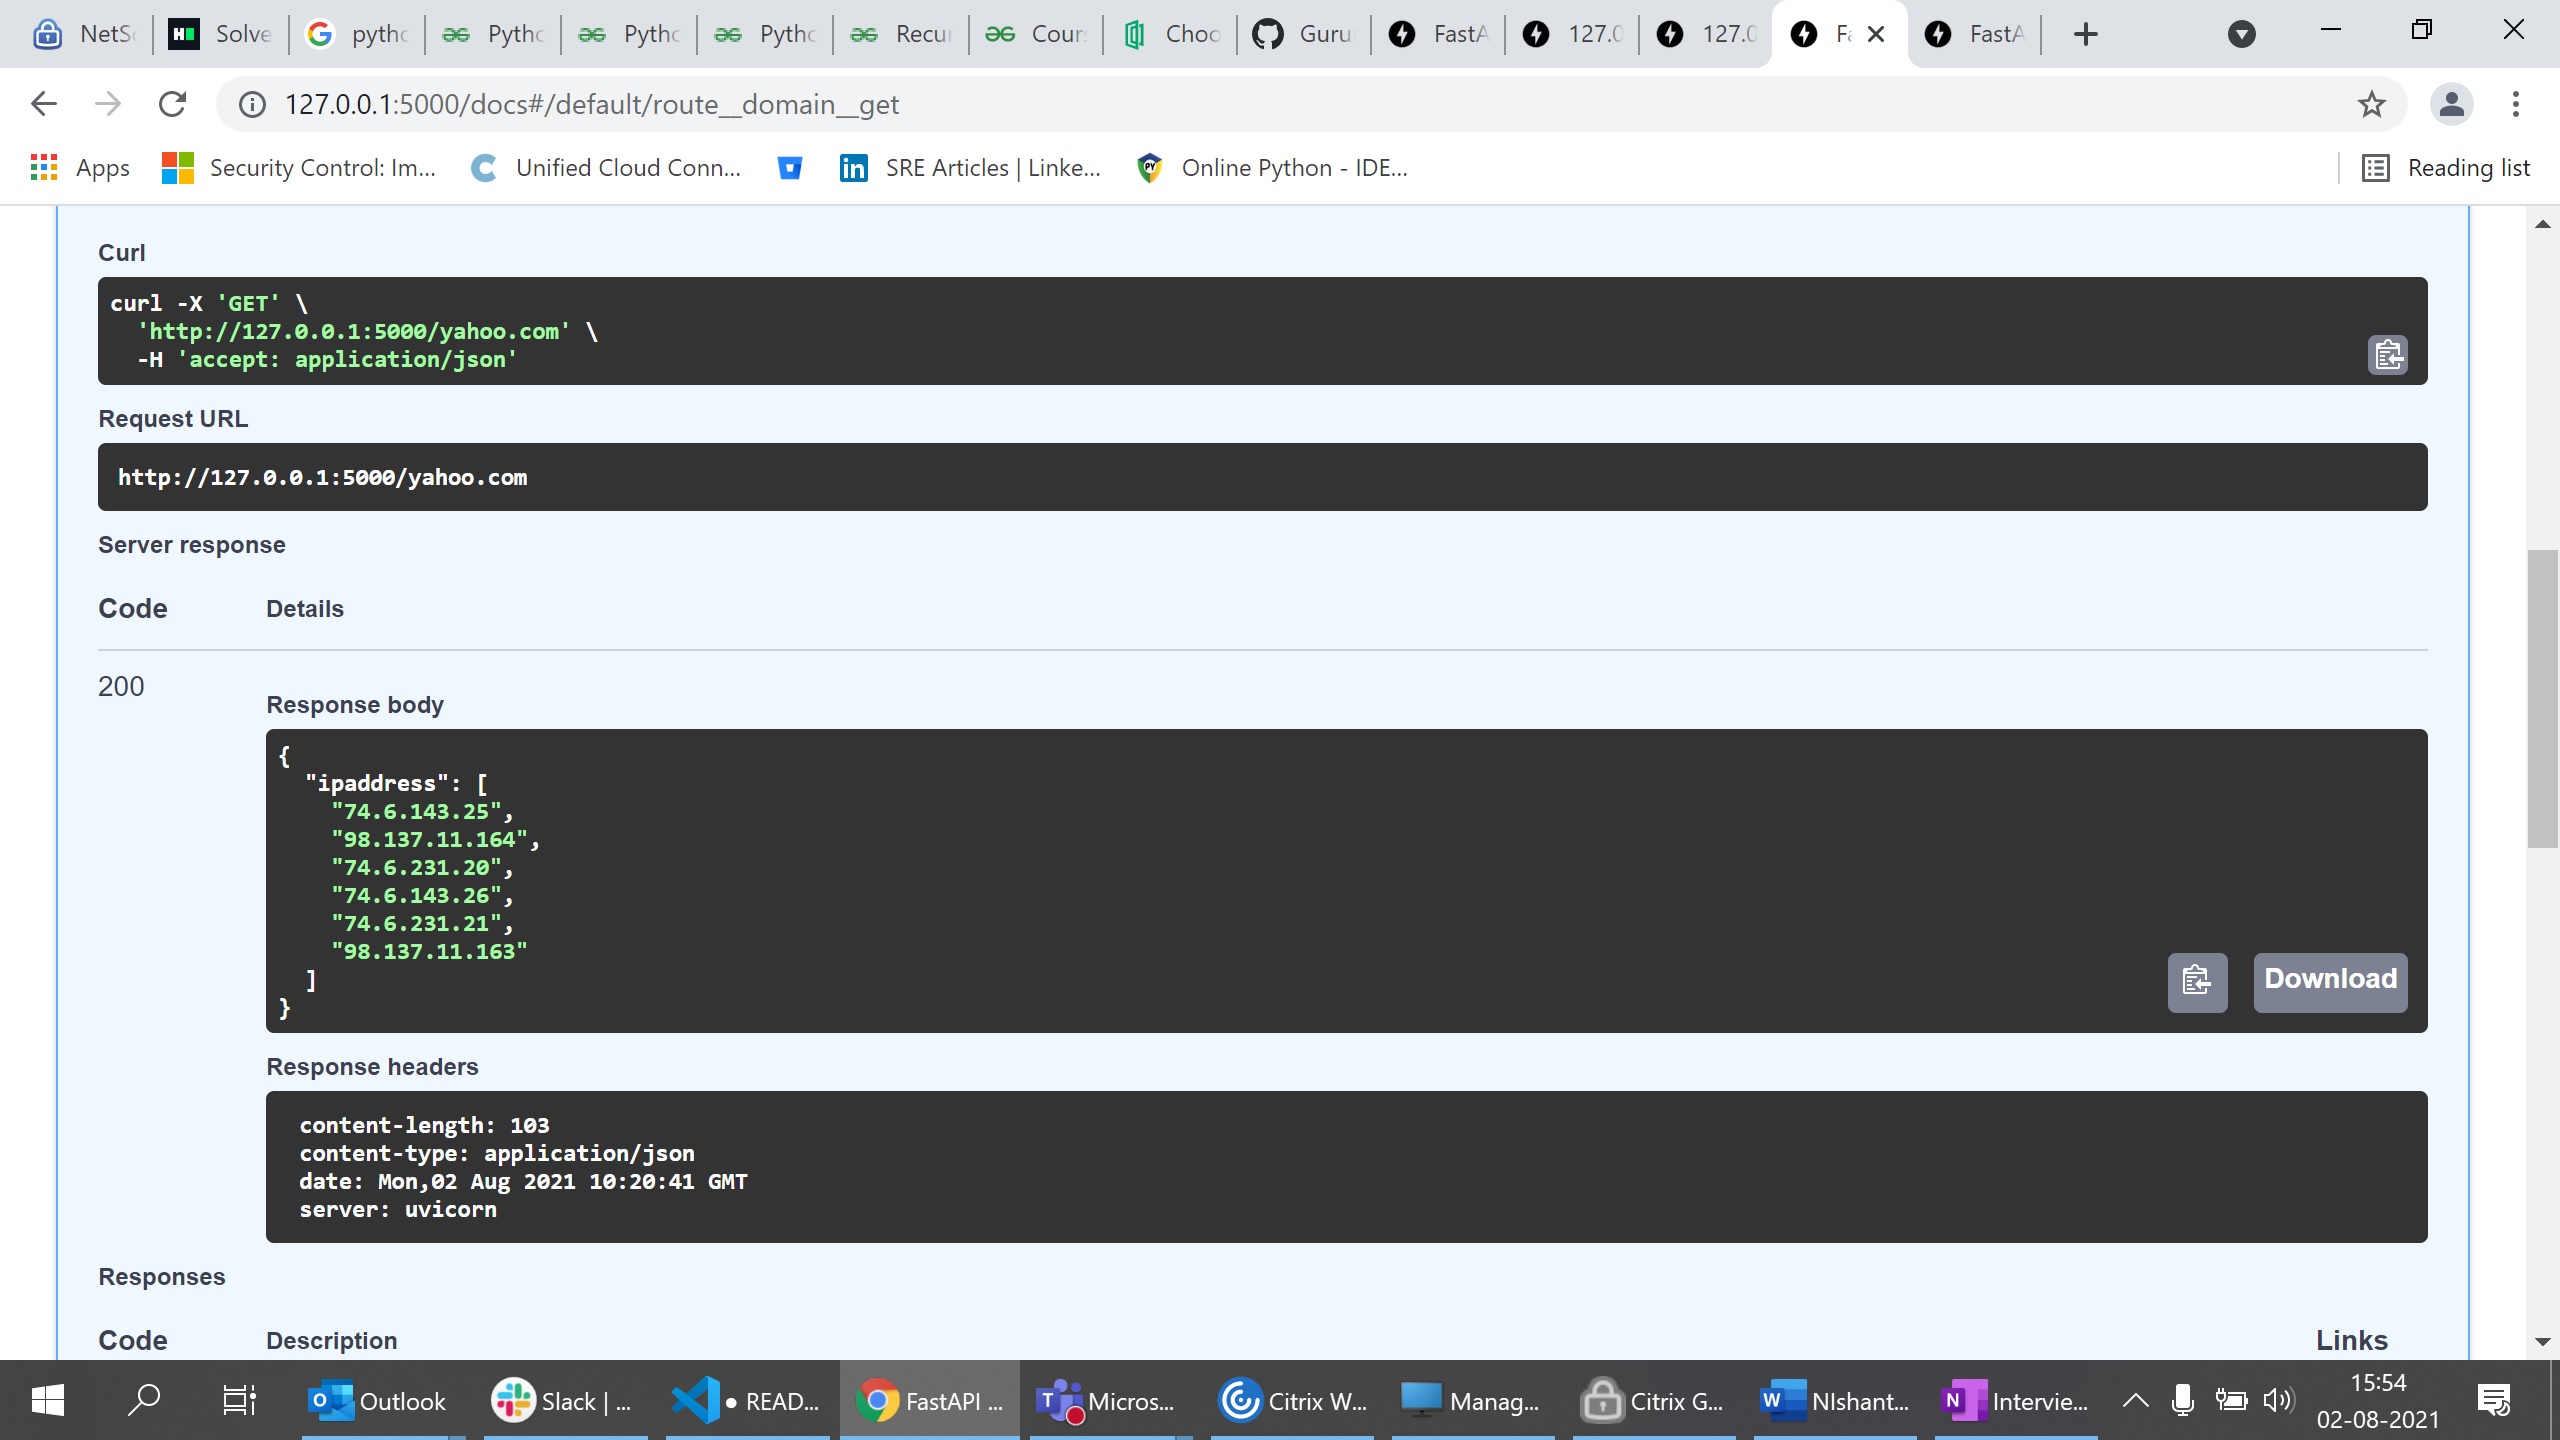 NetSc
Solve
pythc
Pythc
Pythc
Pythc
Recur
Cour
Choc
Guru
FastA
127.0
127.0
Fa
FastA
127.0.0.1:5000/docs#/default/route__domain__get
Apps
Security Control: Im...
Unified Cloud Conn...
SRE Articles | Linke...
Online Python - IDE...
Reading list
Curl
curl -X 'GET' \
'http://127.0.0.1:5000/yahoo.com' \
-H 'accept: application/json'
Request URL
http://127.0.0.1:5000/yahoo.com
Server response
Code Details
200
Response body
{
"ipaddress": [
"74.6.143.25",
"98.137.11.164",
"74.6.231.20",
"74.6.143.26",
"74.6.231.21",
"98.137.11.163"
]
}
Download
Response headers
content-length: 103
content-type: application/json
date: Mon,02 Aug 2021 10:20:41 GMT
server: uvicorn
Responses
Code Description Links
Outlook
Slack | ...
● READ...
FastAPI ...
Micros...
Citrix W...
Manag...
Citrix G...
NIshant...
Intervie...
15:54
02-08-2021